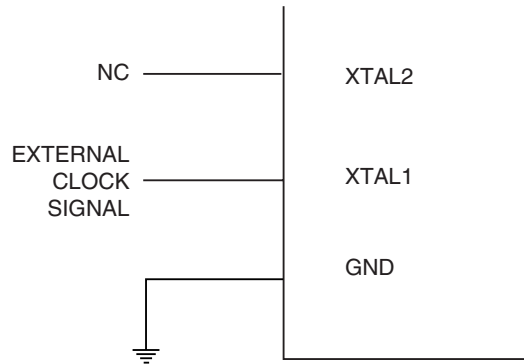 NC
XTAL2
EXTERNAL
CLOCK
SIGNAL
XTAL1
GND